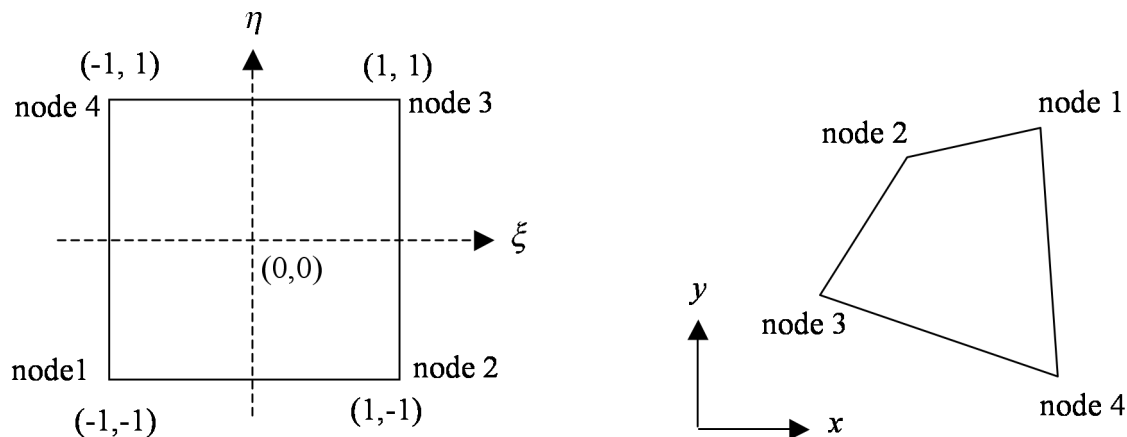 η
(-1, 1)
(1, 1)
node 4
node 3
ξ
(0,0)
node1
node 2
(-1,-1)
(1,-1)
node 1
node 2
node 3
node 4
y
x